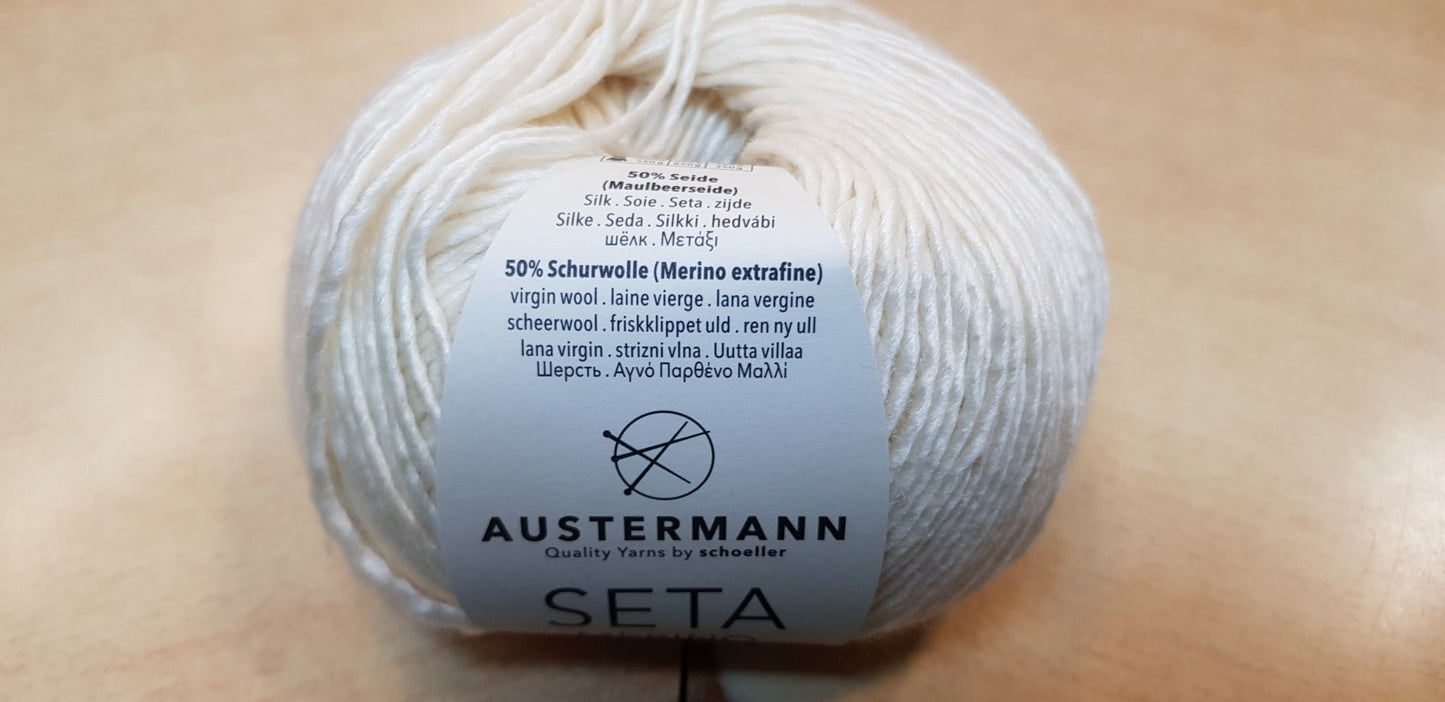 50% Seide
(Maulbeerseide)
Silk . Soie . Seta . zijde
Silke . Seda . Silkki . hedvábi
шёлк . Μετάξι
50% Schurwolle (Merino extrafine)
virgin wool . laine vierge . lana vergine
scheerwool . friskklippet uld . ren ny ull
lana virgin . strizni vlna . Uutta villaa
Шерсть . Αγνό Παρθένο Μαλλί
AUSTERMANN
Quality Yarns by schoeller
SETA